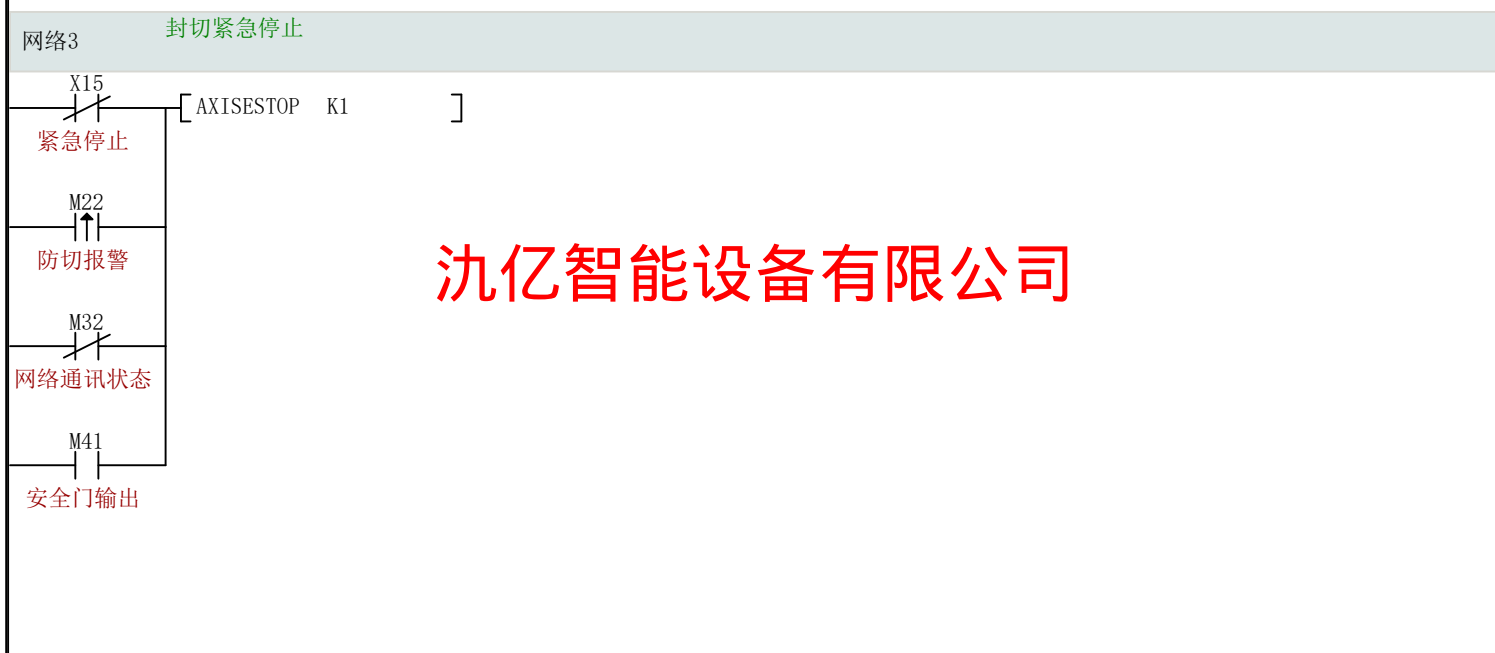 网络3 封切紧急停止
X15
AXISESTOP K1
紧急停止
M22
防切报警
氿亿智能设备有限公司
M32
网络通讯状态
M41
安全门输出